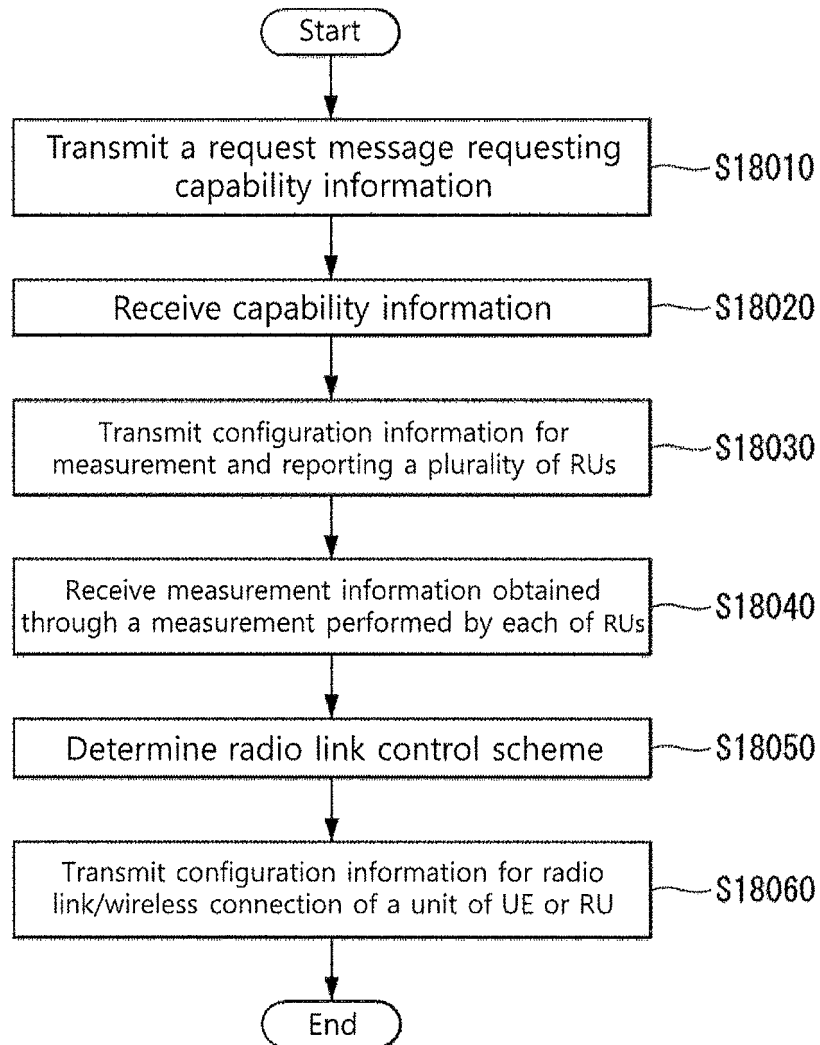 Start
Transmit a request message requesting
capability information
S18010
Receive capability information
S18020
Transmit configuration information for
measurement and reporting a plurality of RUs
S18030
Receive measurement information obtained
through a measurement performed by each of RUs
S18040
Determine radio link control scheme
S18050
Transmit configuration information for radio
link/wireless connection of a unit of UE or RU
S18060
End